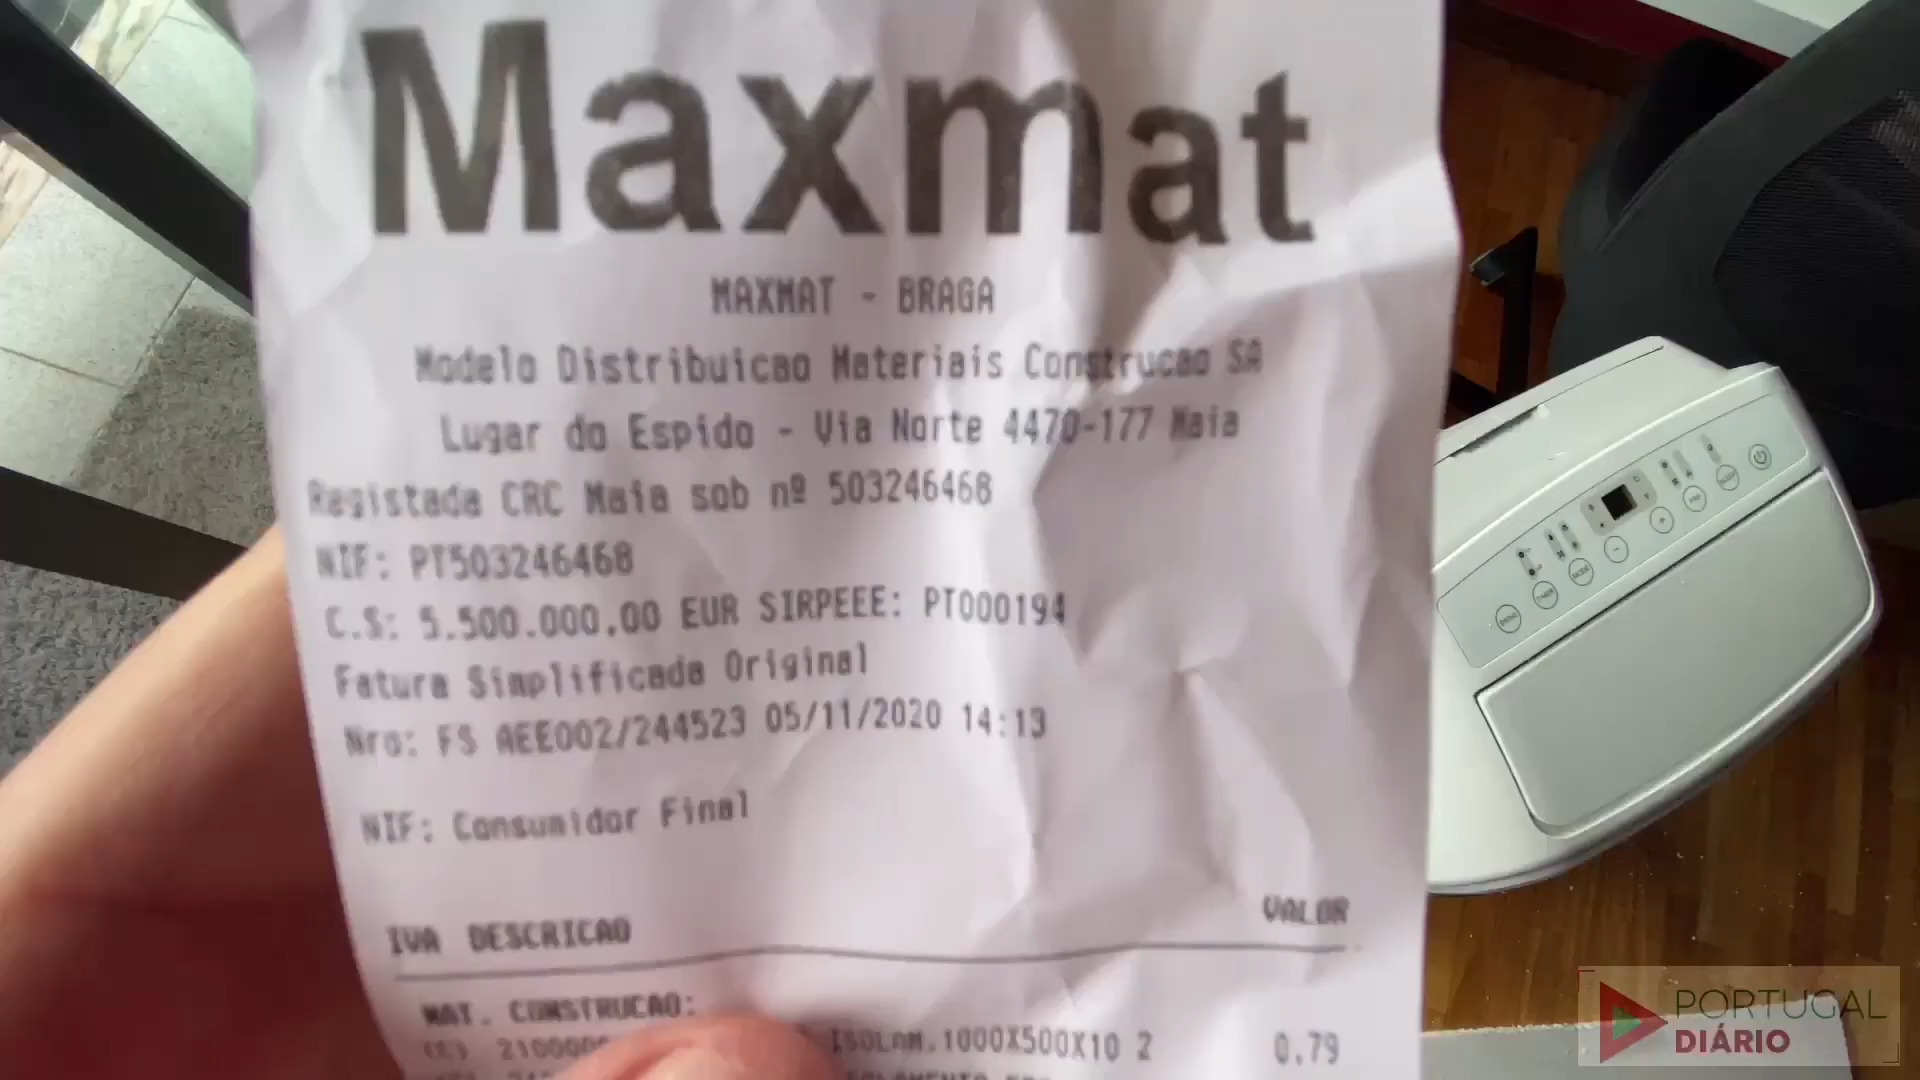 Maxmat
MAXMAT - BRAGA
Modelo Distribuicao Materiais Construcao SA
Lugar do Espido - Via Norte 4470-177 Maia
Registada CRC Maia sob nº 503246468
NIF: PT503246468
C.S: 5.500.000,00 EUR SIRPEEE: PT000194
Fatura Simplificada Original
Nro: FS AEE002/244523 05/11/2020 14:13
NIF: Consumidor Final
IVA DESCRICAO VALOR
MAT. CONSTRUCAO:
ISOLAM.1000X500X10 2 0,79
MODE
PORTUGAL
DIÁRIO